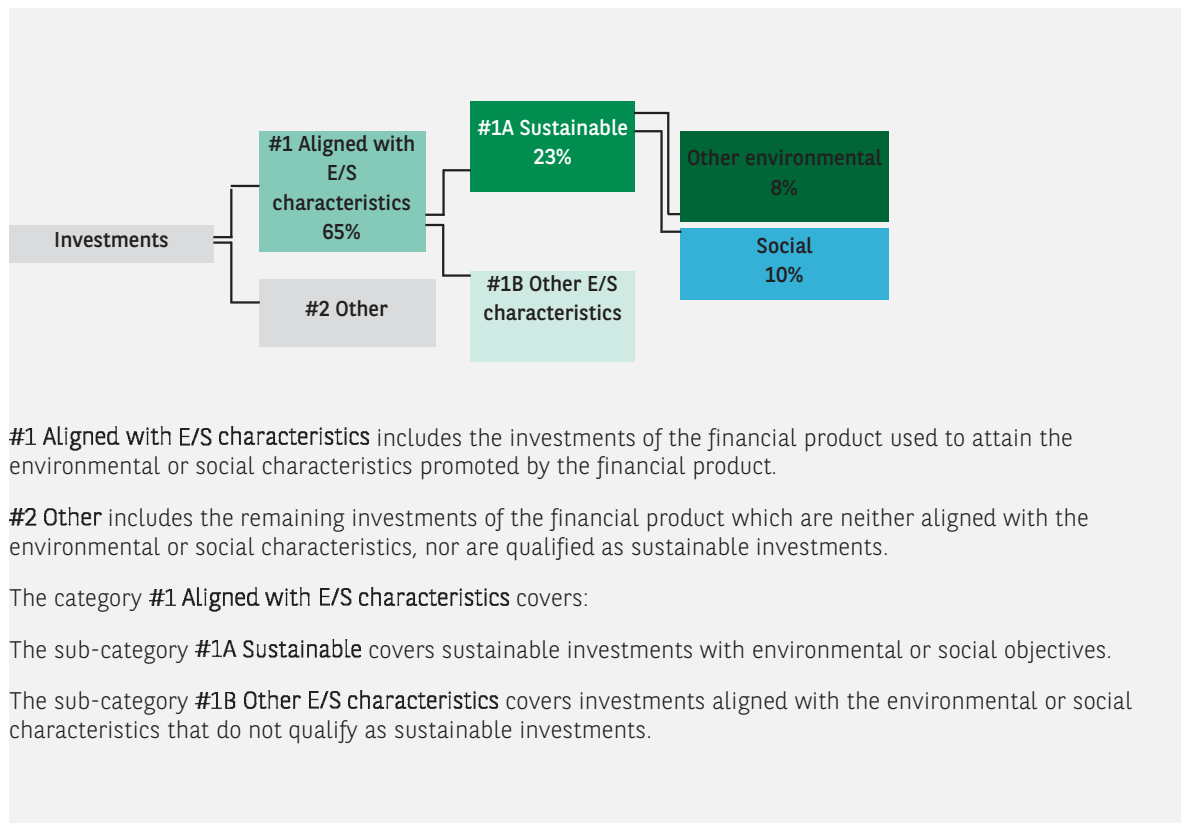 #1A Sustainable
23%
#1 Aligned with
E/S
characteristics
65%
Other environmental
8%
Investments
Social
10%
#2 Other
#1B Other E/S
characteristics
#1 Aligned with E/S characteristics includes the investments of the financial product used to attain the
environmental or social characteristics promoted by the financial product.
#2 Other includes the remaining investments of the financial product which are neither aligned with the
environmental or social characteristics, nor are qualified as sustainable investments.
The category #1 Aligned with E/S characteristics covers:
The sub-category #1A Sustainable covers sustainable investments with environmental or social objectives.
The sub-category #1B Other E/S characteristics covers investments aligned with the environmental or social
characteristics that do not qualify as sustainable investments.